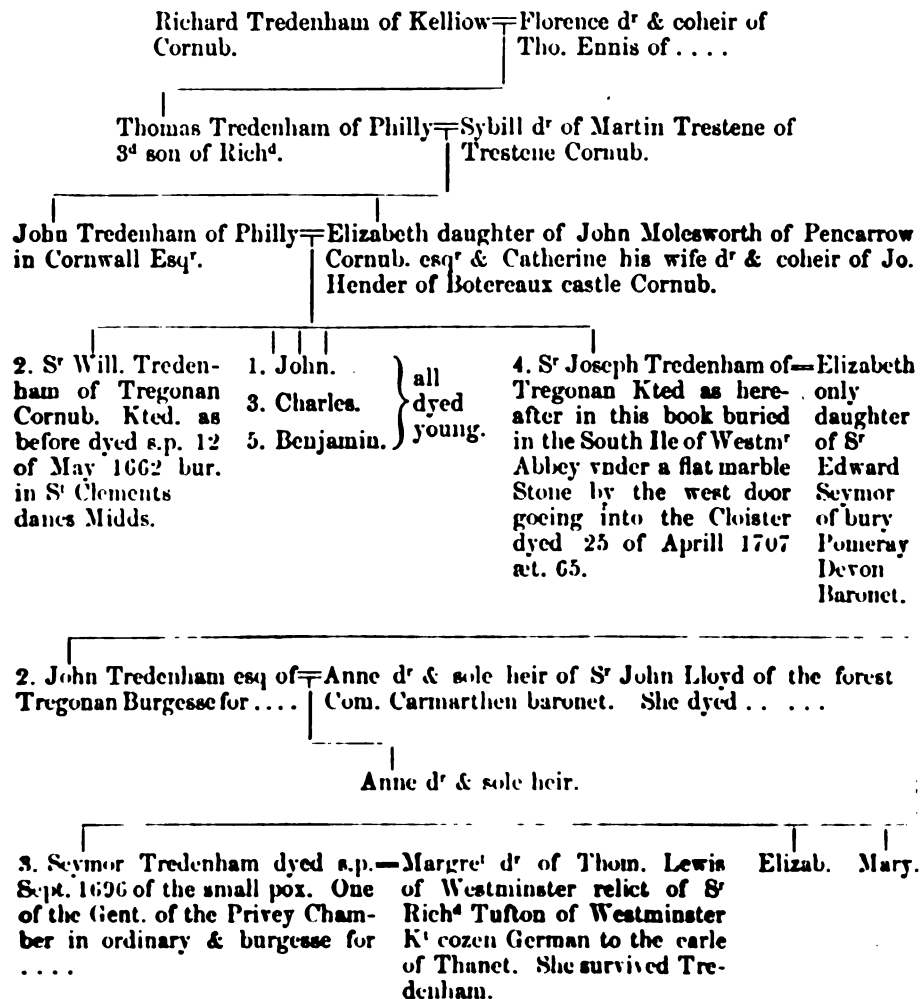 Richard Tredenham of Kelliow
Cornub.
Florence dʳ & coheir of
Tho. Ennis of . . . .
Thomas Tredenham of Philly
3ᵈ son of Richᵈ.
Sybill dʳ of Martin Trestene of
Trestene Cornub.
John Tredenham of Philly
in Cornwall Esqʳ.
Elizabeth daughter of John Molesworth of Pencarrow
Cornub. esqʳ & Catherine his wife dʳ & coheir of Jo.
Hender of Botereaux castle Cornub.
2. Sʳ Will. Treden-
ham of Tregonan
Cornub. Kted. as
before dyed s.p. 12
of May 1662 bur.
in Sᵗ Clements
danes Midds.
1. John.
3. Charles.
5. Benjamin.
all
dyed
young.
4. Sʳ Joseph Tredenham of
Tregonan Kted as here-
after in this book buried
in the South Ile of Westmʳ
Abbey vnder a flat marble
Stone by the west door
goeing into the Cloister
dyed 25 of Aprill 1707
æt. 65.
Elizabeth
only
daughter
of Sʳ
Edward
Seymor
of bury
Pomeray
Devon
Baronet.
2. John Tredenham esq of
Tregonan Burgesse for . . . .
Anne dʳ & sole heir of Sʳ John Lloyd of the forest
Com. Carmarthen baronet. She dyed . . . . .
Anne dʳ & sole heir.
3. Seymor Tredenham dyed s.p.
Sept. 1696 of the small pox. One
of the Gent. of the Privey Cham-
ber in ordinary & burgesse for
. . . .
Margreᵗ dʳ of Thom. Lewis
of Westminster relict of Sʳ
Richᵈ Tufton of Westminster
Kᵗ cozen German to the earle
of Thanet. She survived Tre-
denham.
Elizab.
Mary.